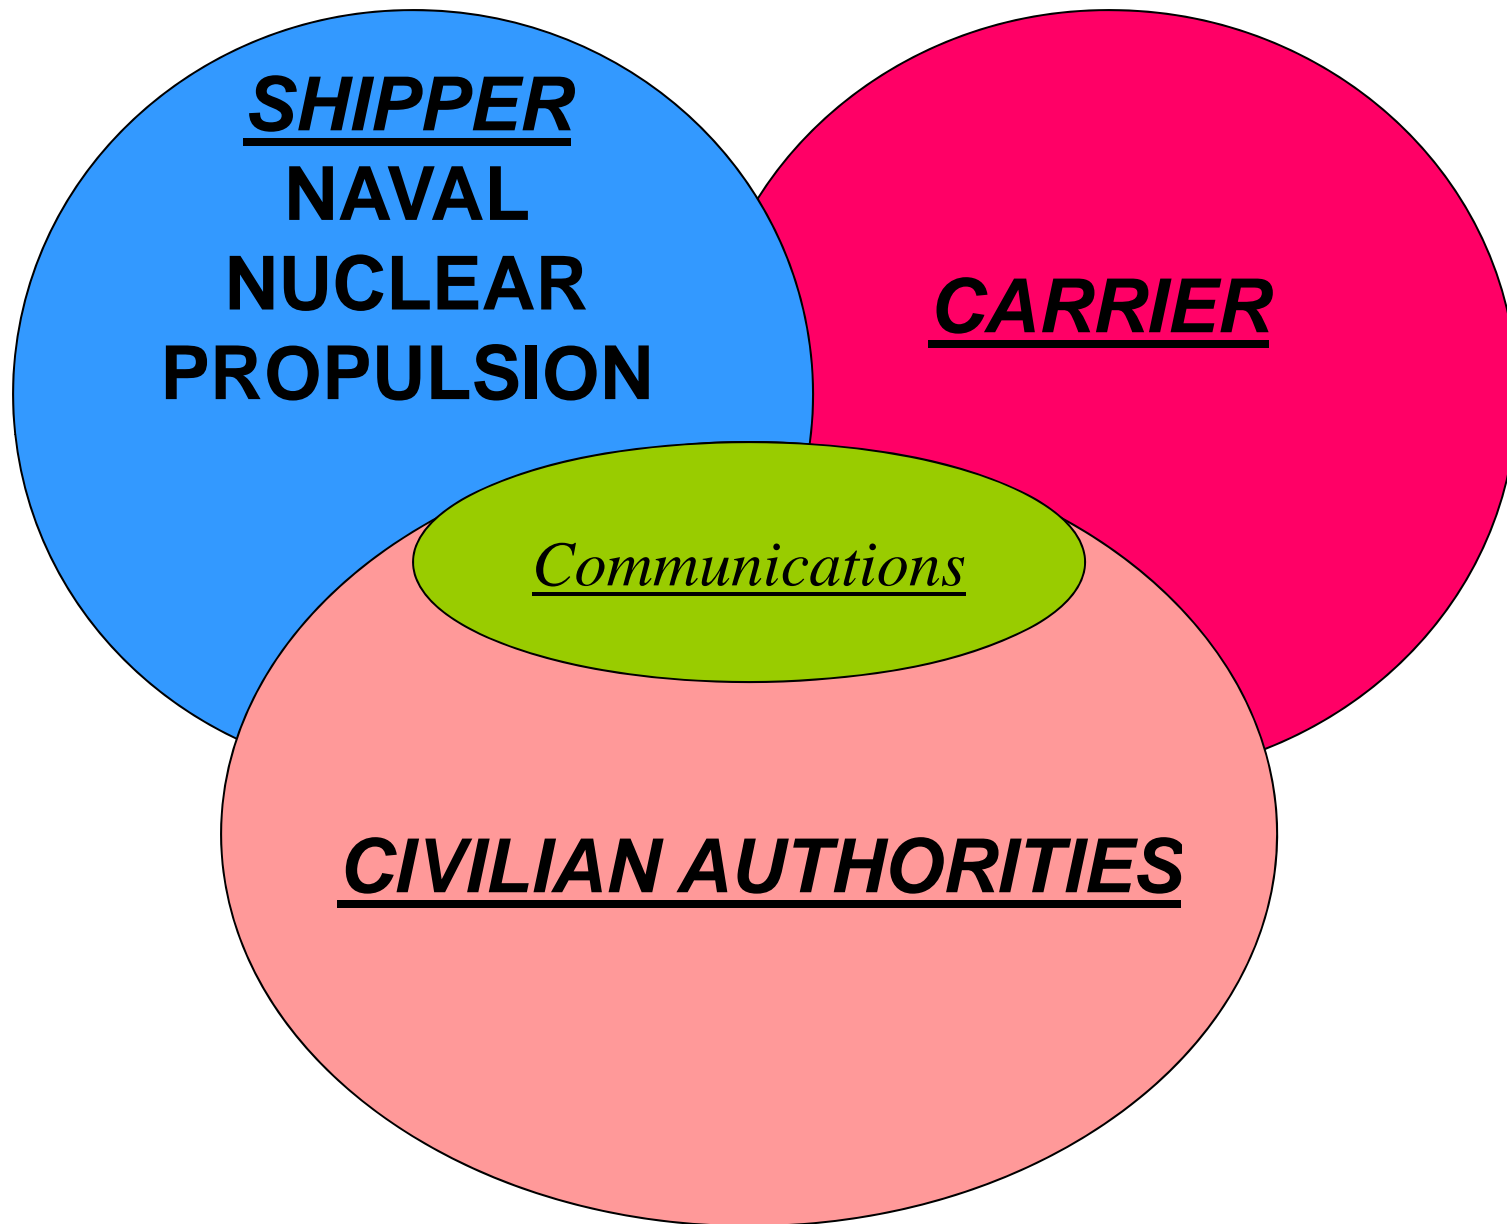 SHIPPER
NAVAL
NUCLEAR
PROPULSION
CARRIER
Communications
CIVILIAN AUTHORITIES